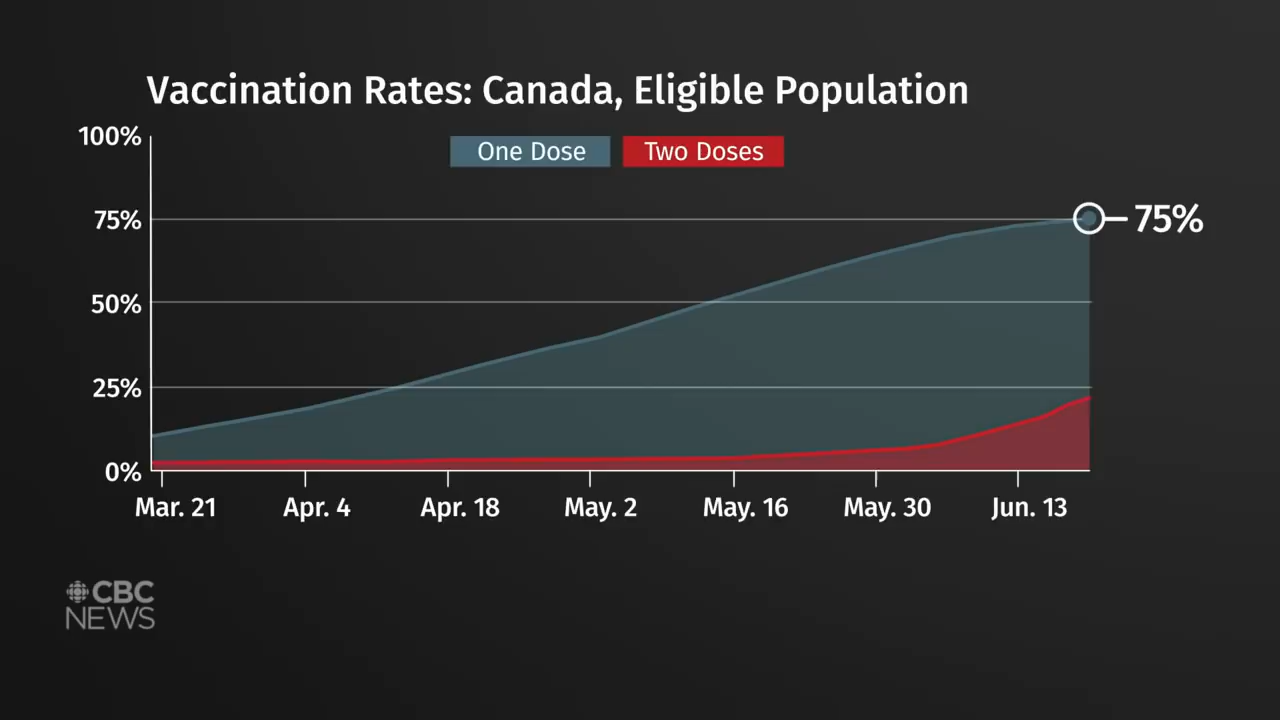 Vaccination Rates: Canada, Eligible Population
100%
One Dose
Two Doses
75%
75%
50%
25%
0%
Mar. 21
Apr. 4
Apr. 18
May. 2
May. 16
May. 30
Jun. 13
CBC
NEWS